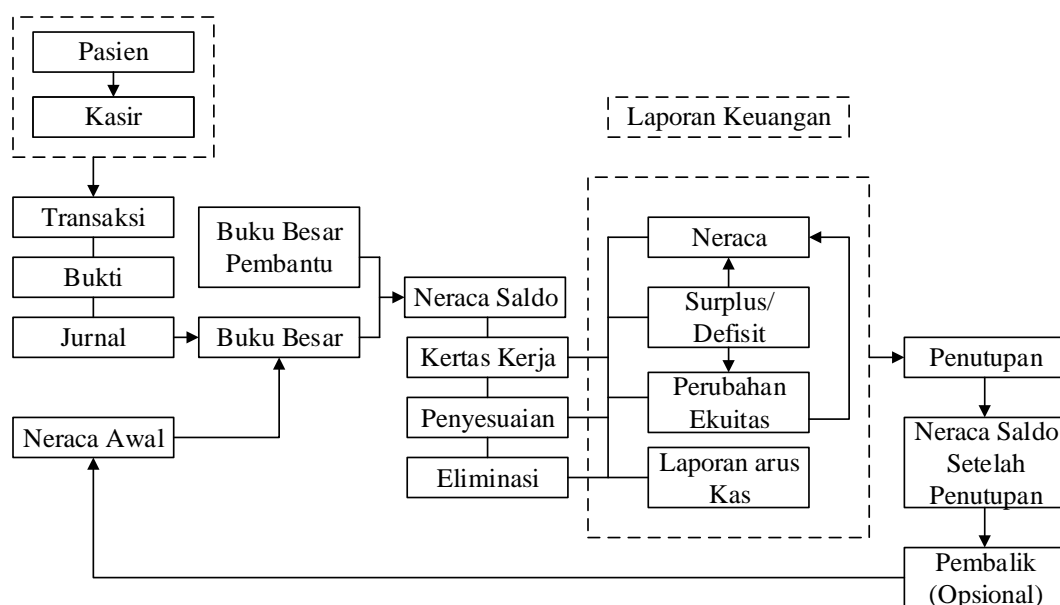 Pasien
Kasir
Laporan Keuangan
Transaksi
Bukti
Jurnal
Buku Besar
Pembantu
Buku Besar
Neraca Awal
Neraca Saldo
Kertas Kerja
Penyesuaian
Eliminasi
Neraca
Surplus/
Defisit
Perubahan
Ekuitas
Laporan arus
Kas
Penutupan
Neraca Saldo
Setelah
Penutupan
Pembalik
(Opsional)